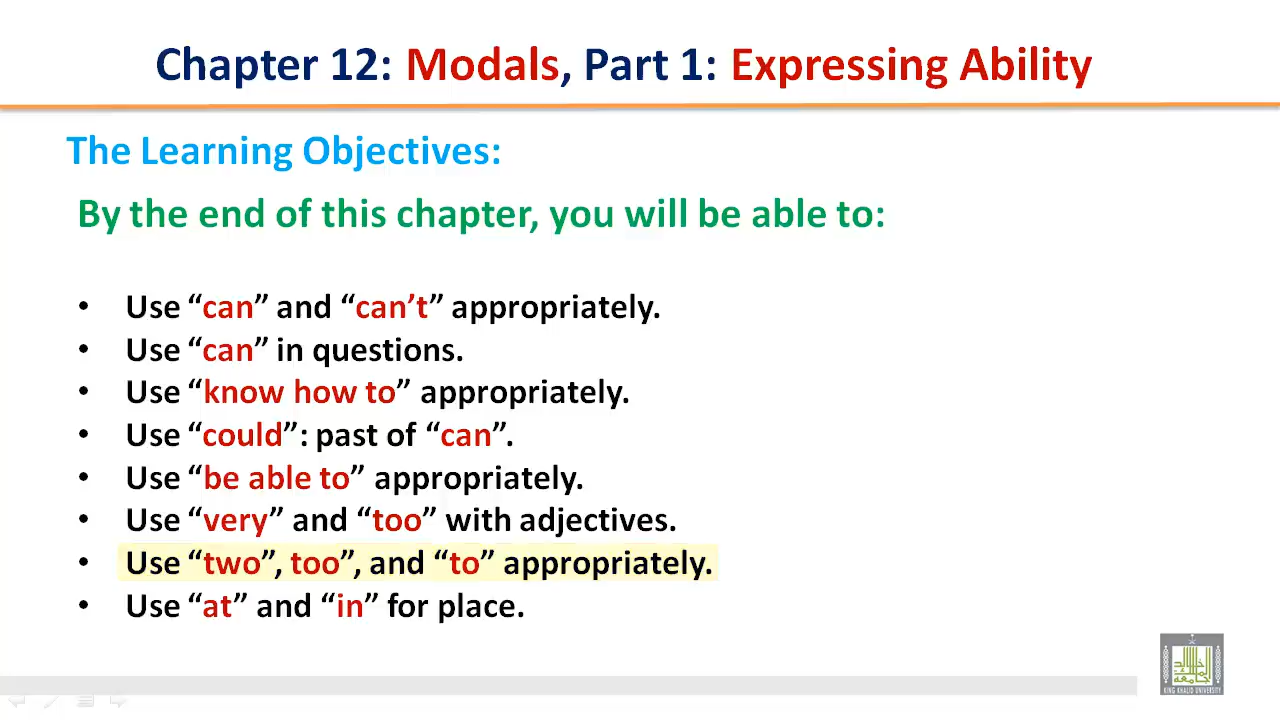 Chapter 12: Modals, Part 1: Expressing Ability
The Learning Objectives:
By the end of this chapter, you will be able to:
• Use “can” and “can’t” appropriately.
• Use “can” in questions.
• Use “know how to” appropriately.
• Use “could”: past of “can”.
• Use “be able to” appropriately.
• Use “very” and “too” with adjectives.
• Use “two”, too”, and “to” appropriately.
• Use “at” and “in” for place.
KING KHALID UNIVERSITY